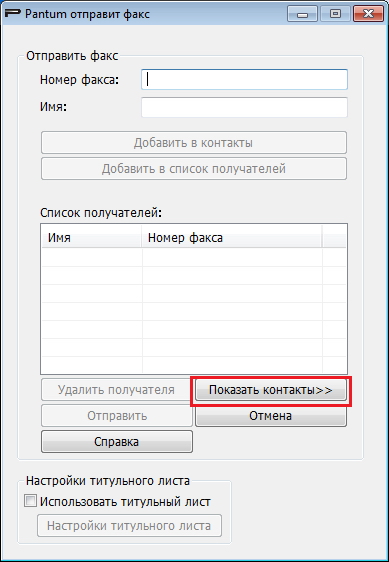 Pantum отправит факс
Отправить факс
Номер факса:
Имя:
Добавить в контакты
Добавить в список получателей
Список получателей:
Имя Номер факса
Удалить получателя Показать контакты>>
Отправить Отмена
Справка
Настройки титульного листа
Использовать титульный лист
Настройки титульного листа